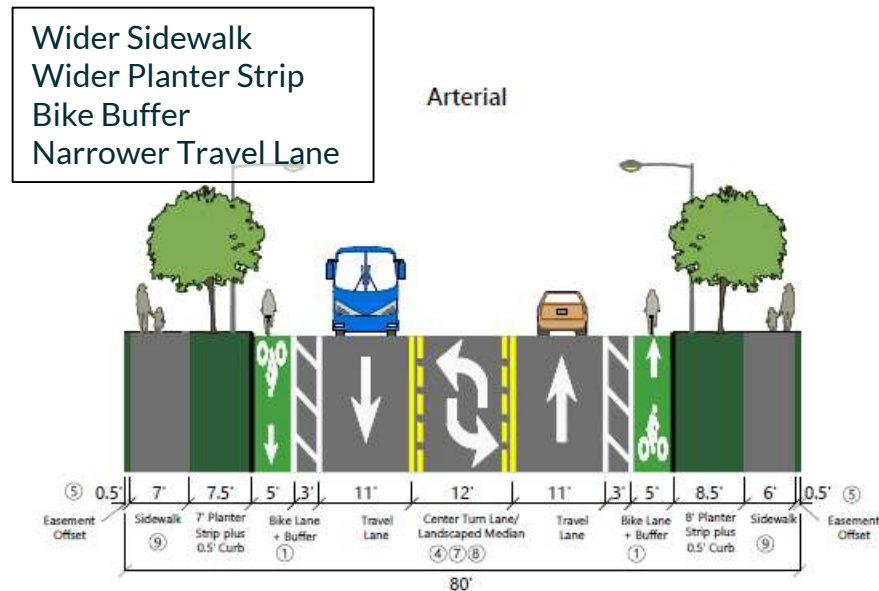 Wider Sidewalk
Wider Planter Strip
Bike Buffer
Narrower Travel Lane
Arterial
⑤ 0.5' 7' 7.5' 5' 3' 11' 12' 11' 3' 5' 8.5' 6' 0.5' ⑤
Easement
Offset
Sidewalk
⑨
7' Planter
Strip plus
0.5' Curb
Bike Lane
+ Buffer
①
Travel
Lane
Center Turn Lane/
Landscaped Median
④⑦⑧
Travel
Lane
Bike Lane
+ Buffer
①
8' Planter
Strip plus
0.5' Curb
Sidewalk
⑨
Easement
Offset
80'